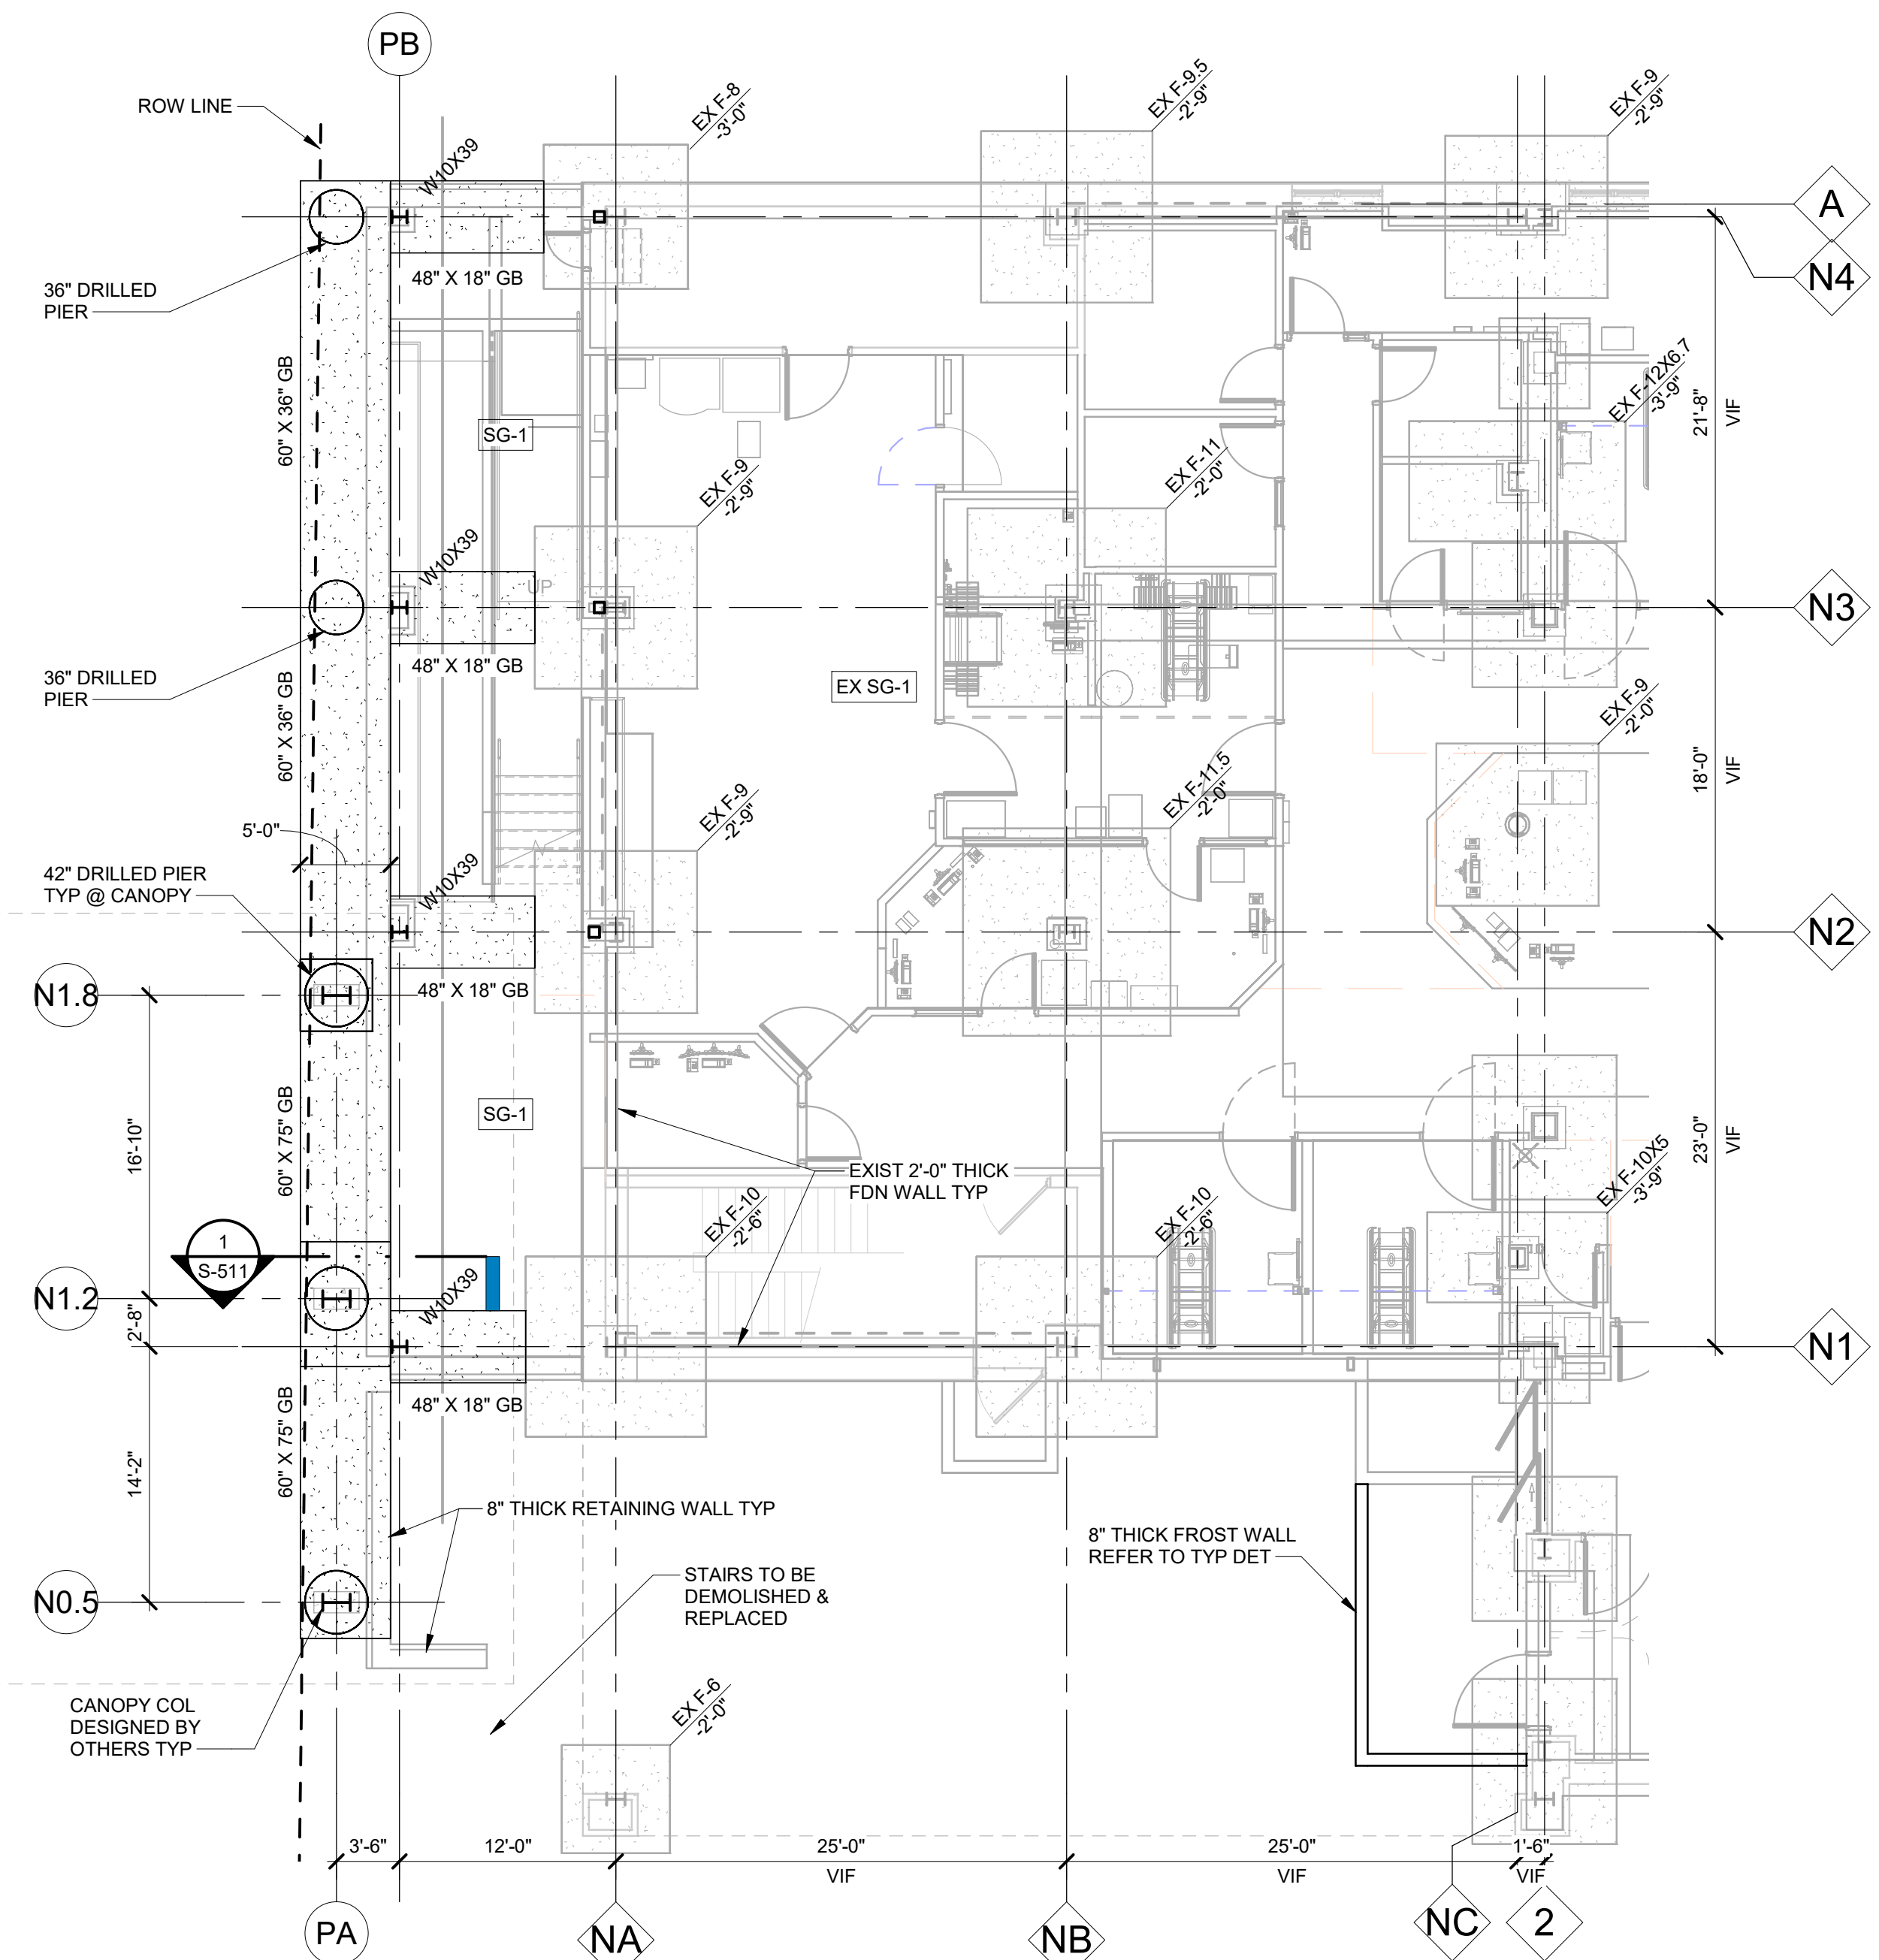 PB
ROW LINE
W10X39
EX F-8
-3'-0"
EX F-9.5
-2'-9"
EX F-9
-2'-9"
A
N4
48" X 18" GB
36" DRILLED
PIER
60" X 36" GB
SG-1
EX F-12X6.7
-3'-9"
21'-8"
VIF
EX F-9
-2'-9"
EX F-11
-2'-0"
W10X39
UP
N3
48" X 18" GB
36" DRILLED
PIER
60" X 36" GB
EX SG-1
EX F-9
-2'-0"
18'-0"
VIF
EX F-9
-2'-9"
EX F-11.5
-2'-0"
5'-0"
42" DRILLED PIER
TYP @ CANOPY
W10X39
N2
N1.8
48" X 18" GB
16'-10"
60" X 75" GB
SG-1
23'-0"
VIF
EXIST 2'-0" THICK
FDN WALL TYP
EX F-10
-2'-6"
EX F-10
-2'-6"
EX F-10X5
-3'-9"
1
S-511
N1.2
W10X39
2'-8"
N1
48" X 18" GB
60" X 75" GB
14'-2"
8" THICK RETAINING WALL TYP
8" THICK FROST WALL
REFER TO TYP DET
STAIRS TO BE
DEMOLISHED &
REPLACED
N0.5
CANOPY COL
DESIGNED BY
OTHERS TYP
EX F-6
-2'-0"
3'-6"
12'-0"
25'-0"
VIF
25'-0"
VIF
1'-6"
VIF
PA
NA
NB
NC
2